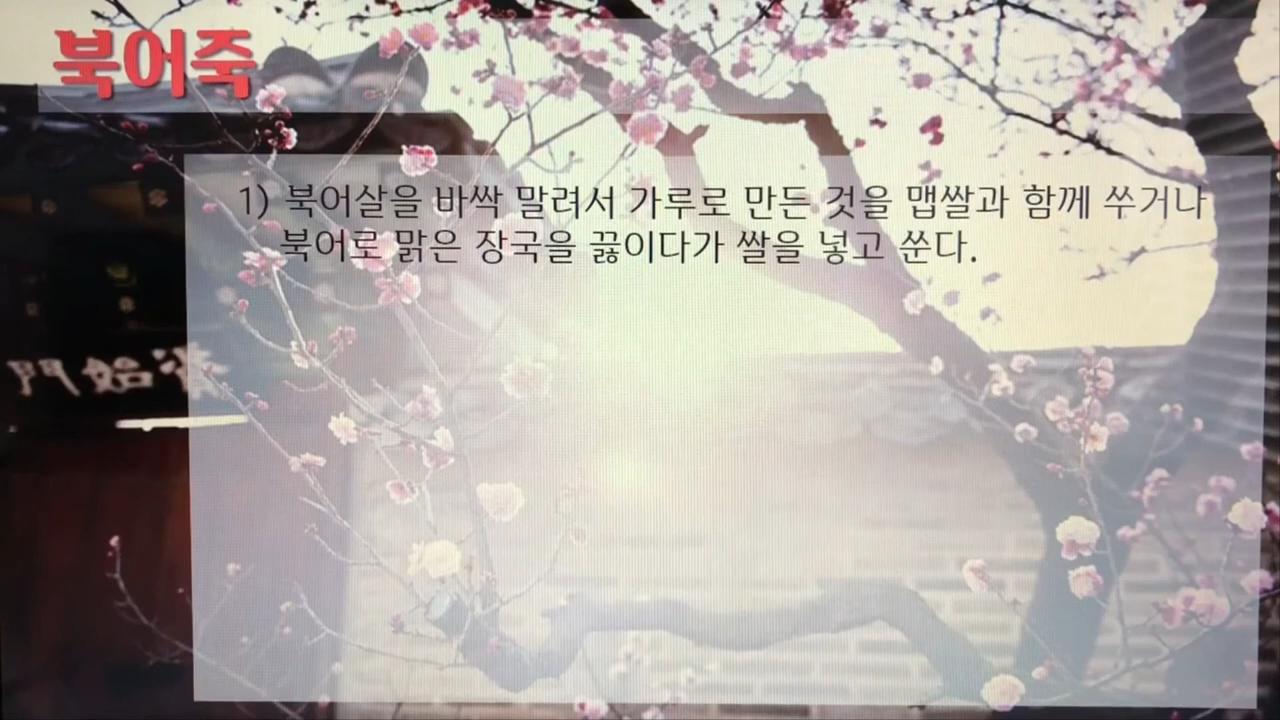 북어죽
1) 북어살을 바싹 말려서 가루로 만든 것을 맵쌀과 함께 쑤거나
북어로 맑은 장국을 끓이다가 쌀을 넣고 쑨다.